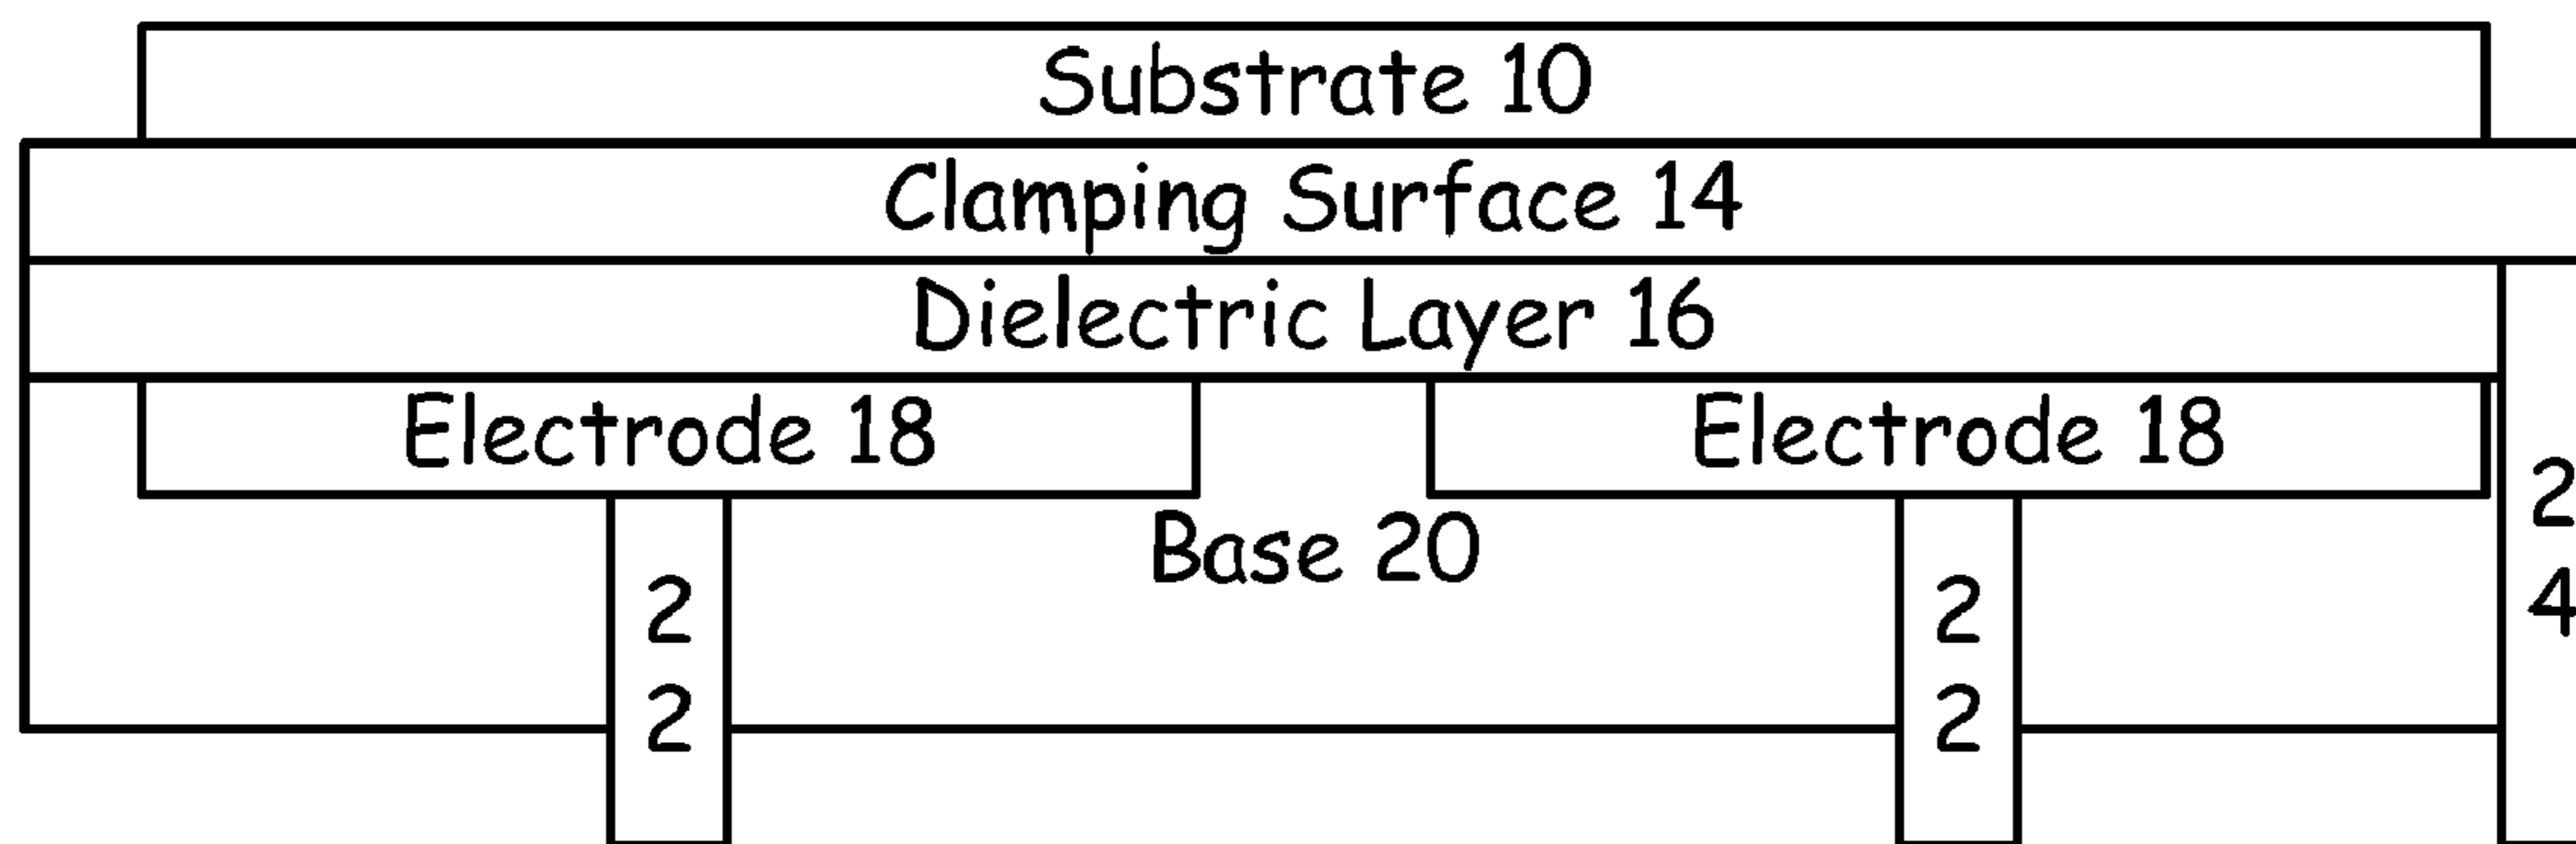 Substrate 10
Clamping Surface 14
Dielectric Layer 16
Electrode 18
Electrode 18
Base 20
2
2
2
2
2
4